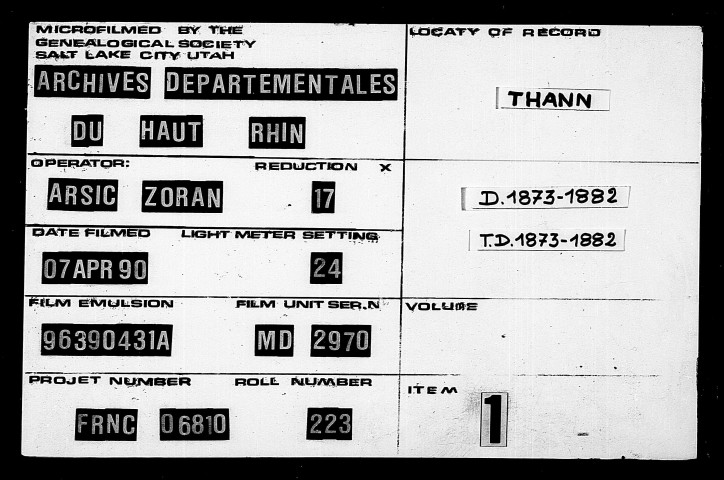 MICROFILMED BY THE
GENEALOGICAL SOCIETY
SALT LAKE CITY UTAH
ARCHIVES DEPARTEMENTALES
DU HAUT RHIN
OPERATOR: REDUCTION X
ARSIC ZORAN 17
DATE FILMED LIGHT METER SETTING
07 APR 90 24
FILM EMULSION FILM UNIT SER.N
96390431A MD 2970
PROJET NUMBER ROLL NUMBER
FRNC 06810 223
LOCATY OF RECORD
THANN
D.1873-1882
T.D.1873-1882
VOLUME
ITEM
1